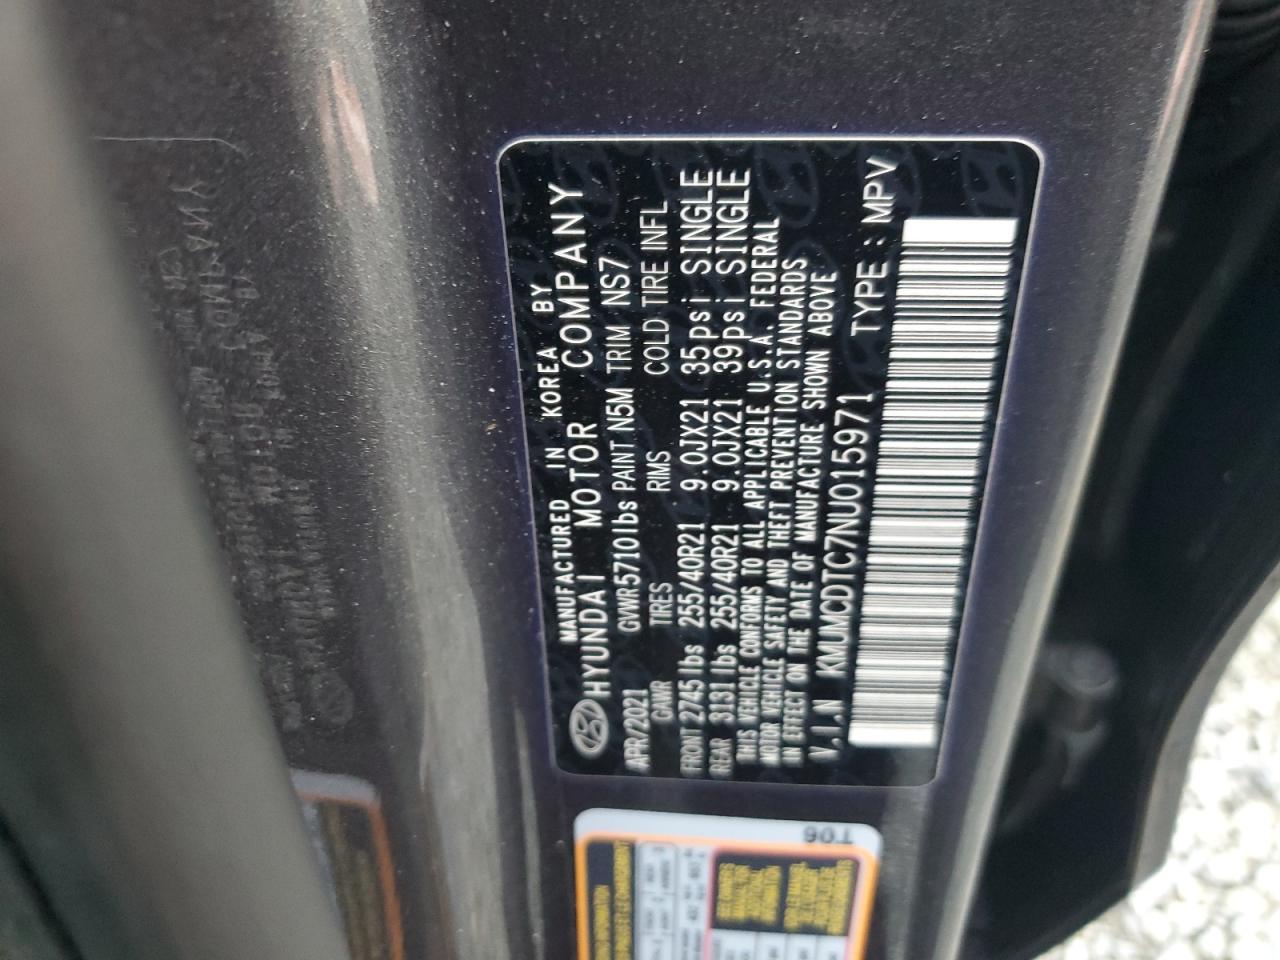 MANUFACTURED IN KOREA BY
HYUNDAI MOTOR COMPANY
APR/2021 GVWR5710lbs PAINT N5M TRIM NS7
GAWR TIRES RIMS COLD TIRE INFL
FRONT 2745lbs 255/40R21 9.0JX21 35psi SINGLE
REAR 3131lbs 255/40R21 9.0JX21 39psi SINGLE
THIS VEHICLE CONFORMS TO ALL APPLICABLE U.S.A. FEDERAL
MOTOR VEHICLE SAFETY AND THEFT PREVENTION STANDARDS
IN EFFECT ON THE DATE OF MANUFACTURE SHOWN ABOVE
V.I.N KMUMCDTC7NU015971 TYPE : MPV
T06